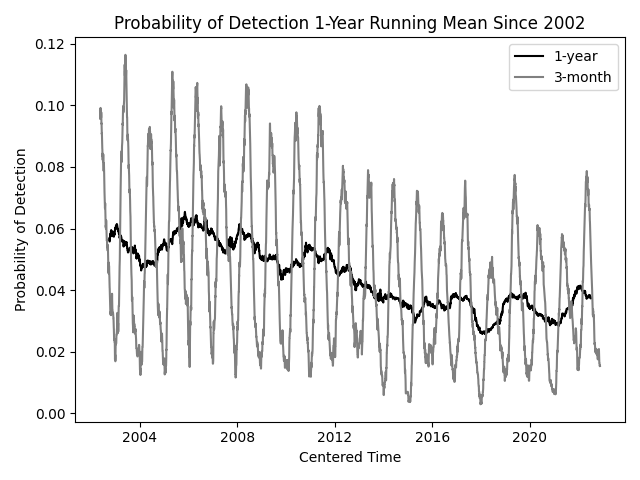 Probability of Detection 1-Year Running Mean Since 2002
0.12
0.10
0.08
0.06
0.04
0.02
0.00
Probability of Detection
1-year
3-month
2004
2008
2012
2016
2020
Centered Time